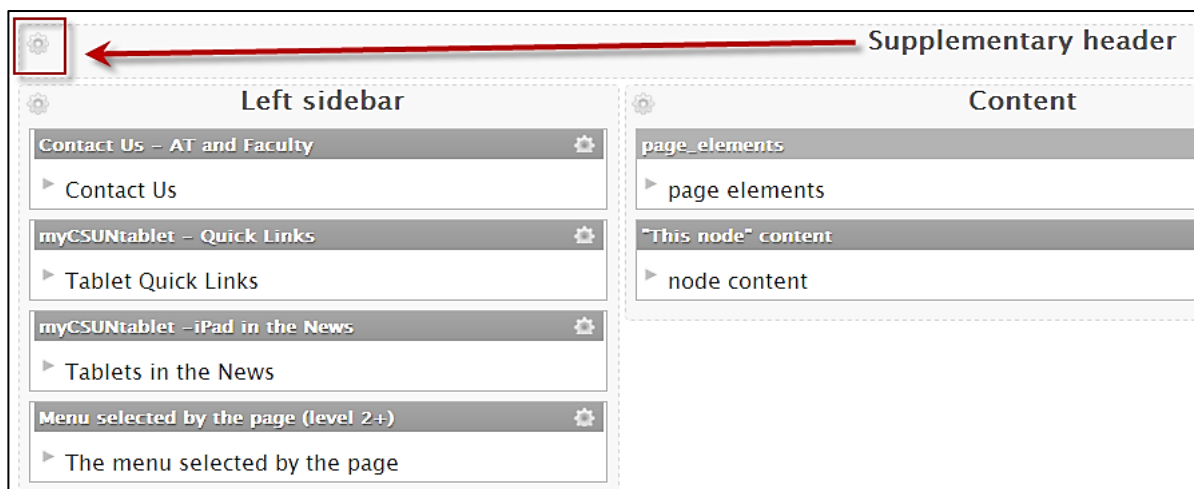 Supplementary header
Left sidebar
Contact Us - AT and Faculty
Contact Us
myCSUNtablet - Quick Links
Tablet Quick Links
myCSUNtablet -iPad in the News
Tablets in the News
Menu selected by the page (level 2+)
The menu selected by the page
Content
page_elements
page elements
"This node" content
node content